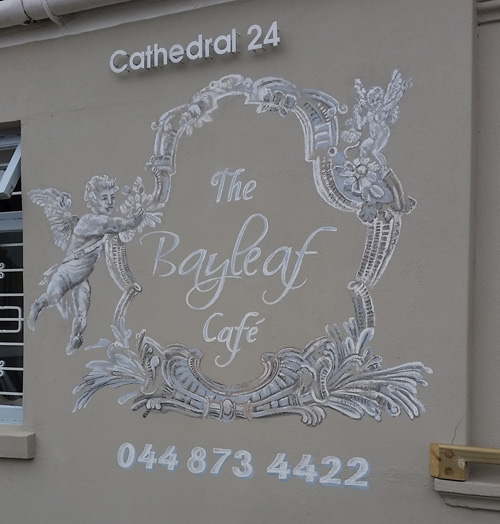 Cathedral 24
The
Bayleaf
Café
044 873 4422